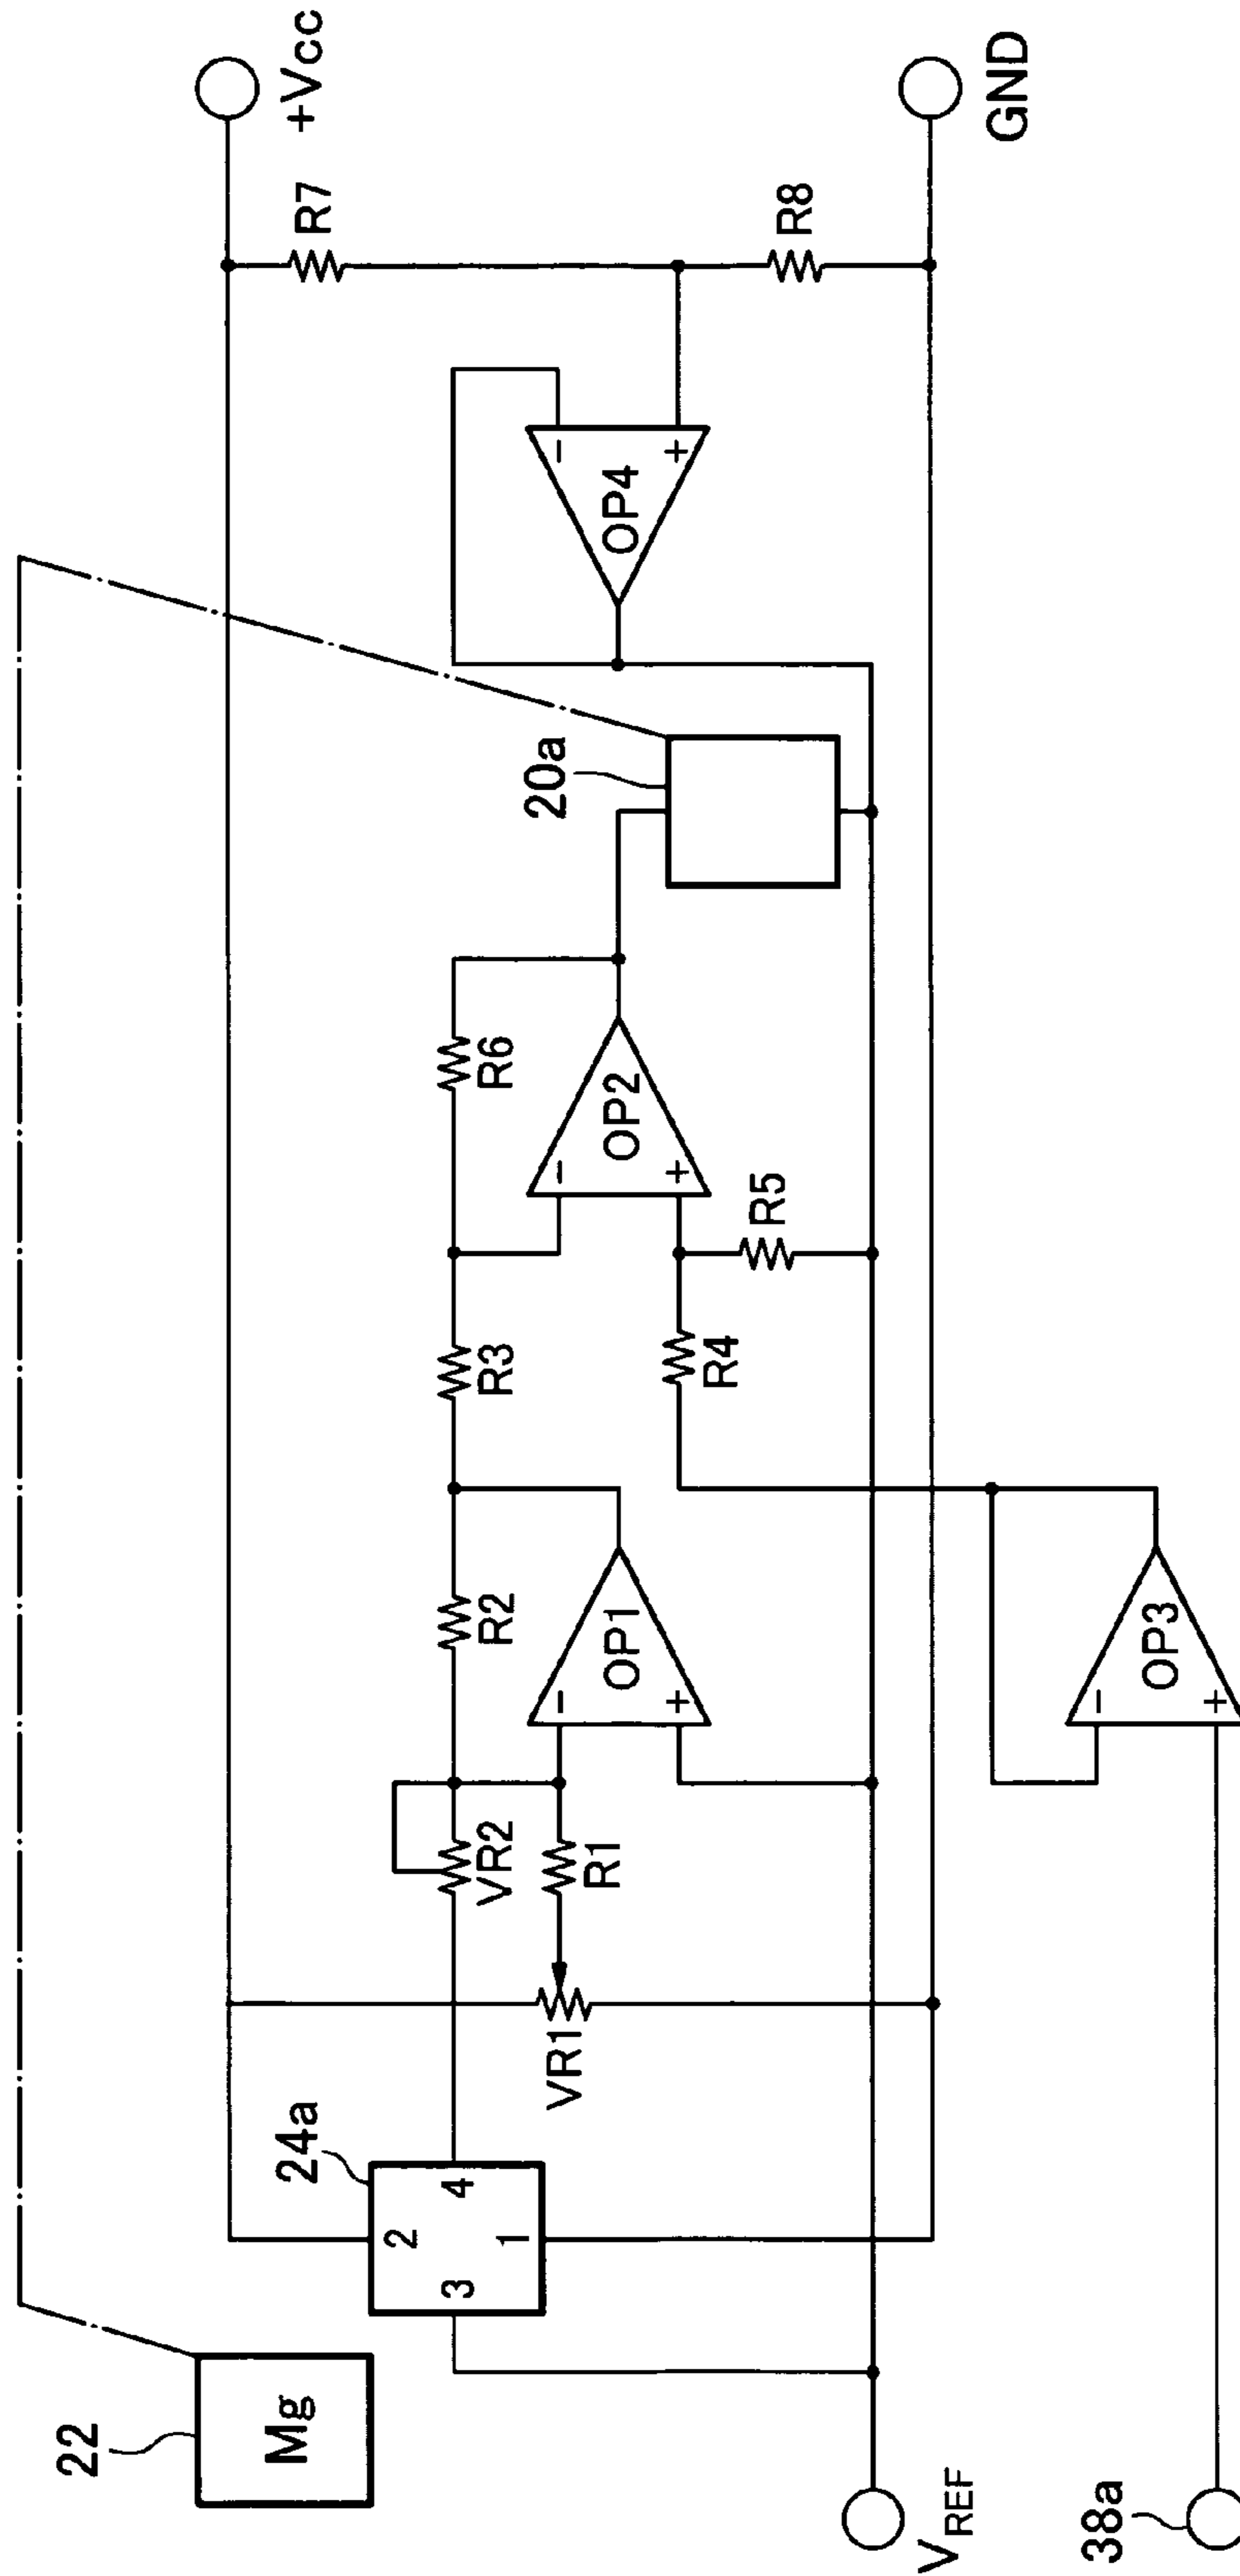 22
Mg
24a
2
3
4
1
VR1
VR2
R1
R2
−
+
OP1
R3
R4
R6
−
+
OP2
R5
20a
−
+
OP4
R7
R8
+Vcc
GND
VREF
38a
−
+
OP3